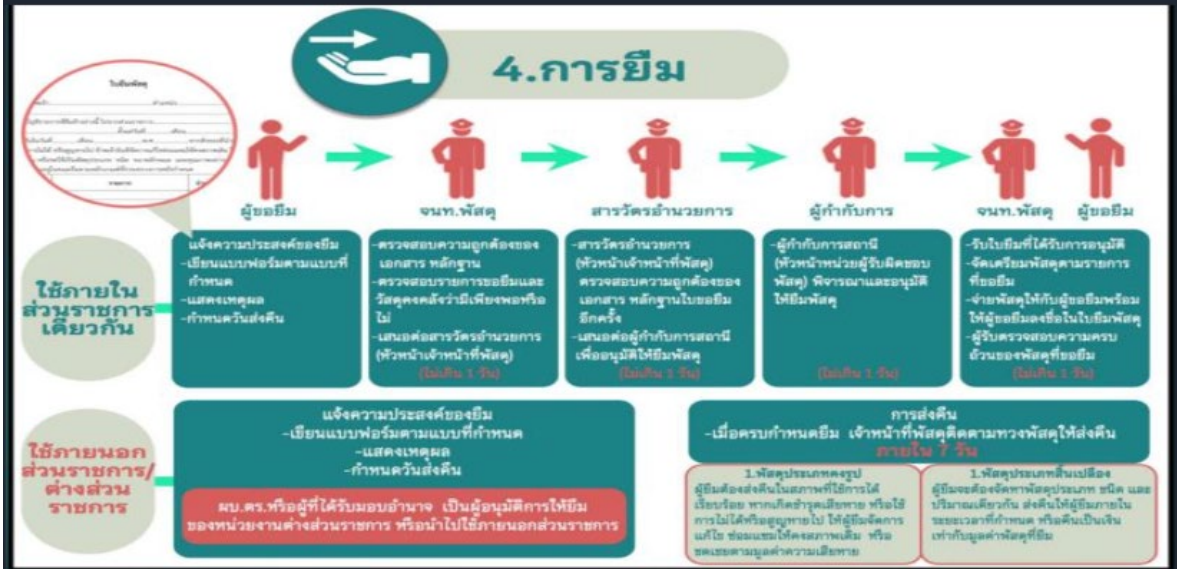 4.การยืม
ใบยืมพัสดุ
ผู้ขอยืม
จนท.พัสดุ
สารวัตรอำนวยการ
ผู้กำกับการ
จนท.พัสดุ
ผู้ขอยืม
ใช้ภายใน
ส่วนราชการ
เดียวกัน
แจ้งความประสงค์ขอยืม
-เขียนแบบฟอร์มตามแบบที่
กำหนด
-แสดงเหตุผล
-กำหนดวันส่งคืน
-ตรวจสอบความถูกต้องของ
เอกสาร หลักฐาน
-ตรวจสอบรายการขอยืมและ
วัสดุคงคลังว่ามีเพียงพอหรือ
ไม่
-เสนอต่อสารวัตรอำนวยการ
(หัวหน้าเจ้าหน้าที่พัสดุ)
(ไม่เกิน 1 วัน)
-สารวัตรอำนวยการ
(หัวหน้าเจ้าหน้าที่พัสดุ)
ตรวจสอบความถูกต้องของ
เอกสาร หลักฐานใบขอยืม
อีกครั้ง
-เสนอต่อผู้กำกับการสถานี
เพื่ออนุมัติให้ยืมพัสดุ
(ไม่เกิน 1 วัน)
-ผู้กำกับการสถานี
(หัวหน้าหน่วยผู้รับผิดชอบ
พัสดุ) พิจารณาและอนุมัติ
ให้ยืมพัสดุ
(ไม่เกิน 1 วัน)
-รับใบยืมที่ได้รับการอนุมัติ
-จัดเตรียมพัสดุตามรายการ
ที่ขอยืม
-จ่ายพัสดุให้กับผู้ขอยืมพร้อม
ให้ผู้ขอยืมลงชื่อในใบยืมพัสดุ
-ผู้รับตรวจสอบความครบ
ถ้วนของพัสดุที่ขอยืม
(ไม่เกิน 1 วัน)
ใช้ภายนอก
ส่วนราชการ/
ต่างส่วน
ราชการ
แจ้งความประสงค์ขอยืม
-เขียนแบบฟอร์มตามแบบที่กำหนด
-แสดงเหตุผล
-กำหนดวันส่งคืน
ผบ.ตร.หรือผู้ที่ได้รับมอบอำนาจ เป็นผู้อนุมัติการให้ยืม
ของหน่วยงานต่างส่วนราชการ หรือนำไปใช้ภายนอกส่วนราชการ
การส่งคืน
-เมื่อครบกำหนดยืม เจ้าหน้าที่พัสดุติดตามทวงพัสดุให้ส่งคืน
ภายใน 7 วัน
1.พัสดุประเภทคงรูป
ผู้ยืมต้องส่งคืนในสภาพที่ใช้การได้
เรียบร้อย หากเกิดชำรุดเสียหาย หรือใช้
การไม่ได้หรือสูญหายไป ให้ผู้ยืมจัดการ
แก้ไข ซ่อมแซมให้คงสภาพเดิม หรือ
ชดเชยตามมูลค่าความเสียหาย
1.พัสดุประเภทสิ้นเปลือง
ผู้ยืมจะต้องจัดหาพัสดุประเภท ชนิด และ
ปริมาณเดียวกัน ส่งคืนให้ผู้ยืมภายใน
ระยะเวลาที่กำหนด หรือคืนเป็นเงิน
เท่ากับมูลค่าพัสดุที่ยืม